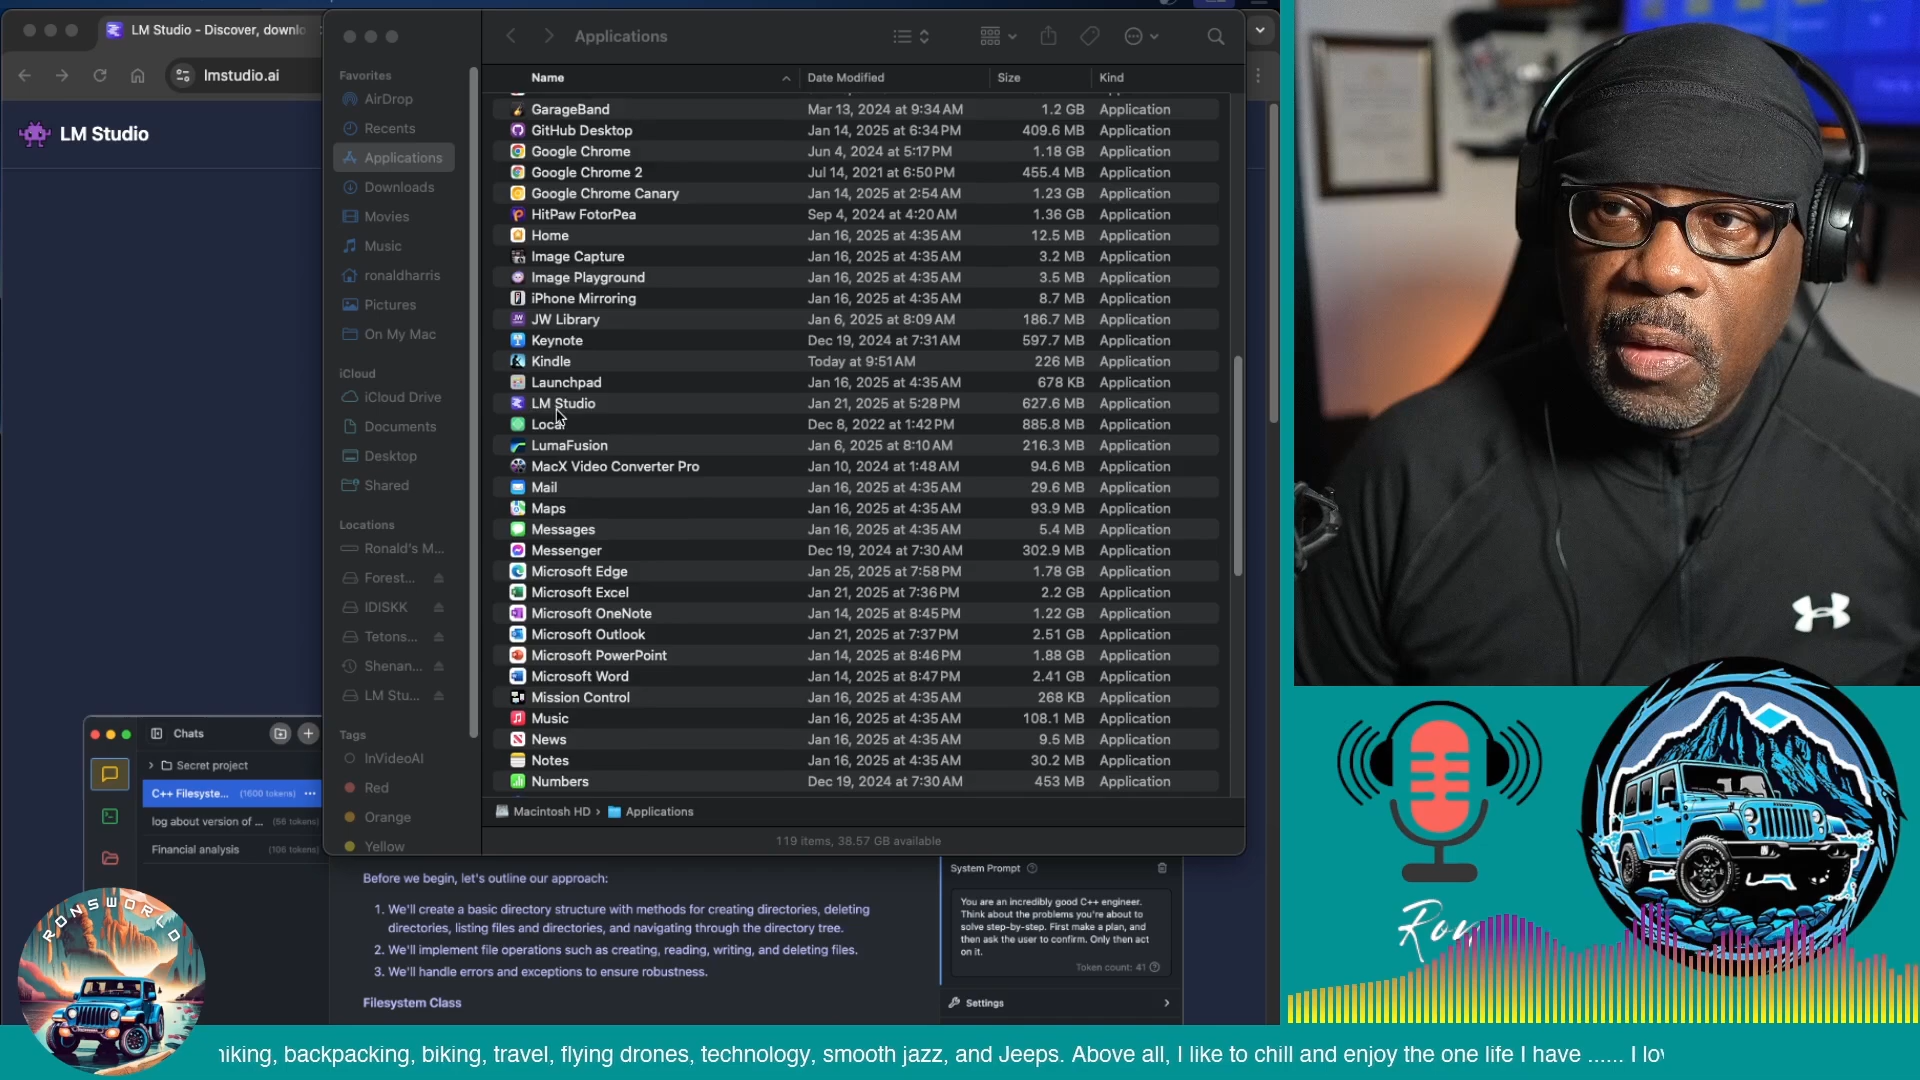 LM Studio - Discover, downlo
lmstudio.ai
LM Studio
Applications
Favorites
AirDrop
Recents
Applications
Downloads
Movies
Music
ronaldharris
Pictures
On My Mac
iCloud
iCloud Drive
Documents
Desktop
Shared
Locations
Ronald's M...
Forest...
IDISKK
Tetons...
Shenan...
LM Stu...
Tags
InVideoAI
Red
Orange
Yellow
Name Date Modified Size Kind
GarageBand Mar 13, 2024 at 9:34 AM 1.2 GB Application
GitHub Desktop Jan 14, 2025 at 6:34 PM 409.6 MB Application
Google Chrome Jun 4, 2024 at 5:17 PM 1.18 GB Application
Google Chrome 2 Jul 14, 2021 at 6:50 PM 455.4 MB Application
Google Chrome Canary Jan 14, 2025 at 2:54 AM 1.23 GB Application
HitPaw FotorPea Sep 4, 2024 at 4:20 AM 1.36 GB Application
Home Jan 16, 2025 at 4:35 AM 12.5 MB Application
Image Capture Jan 16, 2025 at 4:35 AM 3.2 MB Application
Image Playground Jan 16, 2025 at 4:35 AM 3.5 MB Application
iPhone Mirroring Jan 16, 2025 at 4:35 AM 8.7 MB Application
JW Library Jan 6, 2025 at 8:09 AM 186.7 MB Application
Keynote Dec 19, 2024 at 7:31 AM 597.7 MB Application
Kindle Today at 9:51 AM 226 MB Application
Launchpad Jan 16, 2025 at 4:35 AM 678 KB Application
LM Studio Jan 21, 2025 at 5:28 PM 627.6 MB Application
Local Dec 8, 2022 at 1:42 PM 885.8 MB Application
LumaFusion Jan 6, 2025 at 8:10 AM 216.3 MB Application
MacX Video Converter Pro Jan 10, 2024 at 1:48 AM 94.6 MB Application
Mail Jan 16, 2025 at 4:35 AM 29.6 MB Application
Maps Jan 16, 2025 at 4:35 AM 93.9 MB Application
Messages Jan 16, 2025 at 4:35 AM 5.4 MB Application
Messenger Dec 19, 2024 at 7:30 AM 302.9 MB Application
Microsoft Edge Jan 25, 2025 at 7:58 PM 1.78 GB Application
Microsoft Excel Jan 21, 2025 at 7:36 PM 2.2 GB Application
Microsoft OneNote Jan 14, 2025 at 8:45 PM 1.22 GB Application
Microsoft Outlook Jan 21, 2025 at 7:37 PM 2.51 GB Application
Microsoft PowerPoint Jan 14, 2025 at 8:46 PM 1.88 GB Application
Microsoft Word Jan 14, 2025 at 8:47 PM 2.41 GB Application
Mission Control Jan 16, 2025 at 4:35 AM 268 KB Application
Music Jan 16, 2025 at 4:35 AM 108.1 MB Application
News Jan 16, 2025 at 4:35 AM 9.5 MB Application
Notes Jan 16, 2025 at 4:35 AM 30.2 MB Application
Numbers Dec 19, 2024 at 7:30 AM 453 MB Application
Macintosh HD › Applications
119 items, 38.57 GB available
Chats
Secret project
C++ Filesyste... (1600 tokens) ...
log about version of ... (56 tokens)
Financial analysis (106 tokens)
Before we begin, let's outline our approach:
1. We'll create a basic directory structure with methods for creating directories, deleting
directories, listing files and directories, and navigating through the directory tree.
2. We'll implement file operations such as creating, reading, writing, and deleting files.
3. We'll handle errors and exceptions to ensure robustness.
Filesystem Class
System Prompt
You are an incredibly good C++ engineer.
Think about the problems you're about to
solve step-by-step. First make a plan, and
then ask the user to confirm. Only then act
on it.
Token count: 41
Settings
RONSWORLD
Ron
hiking, backpacking, biking, travel, flying drones, technology, smooth jazz, and Jeeps. Above all, I like to chill and enjoy the one life I have ...... I lov